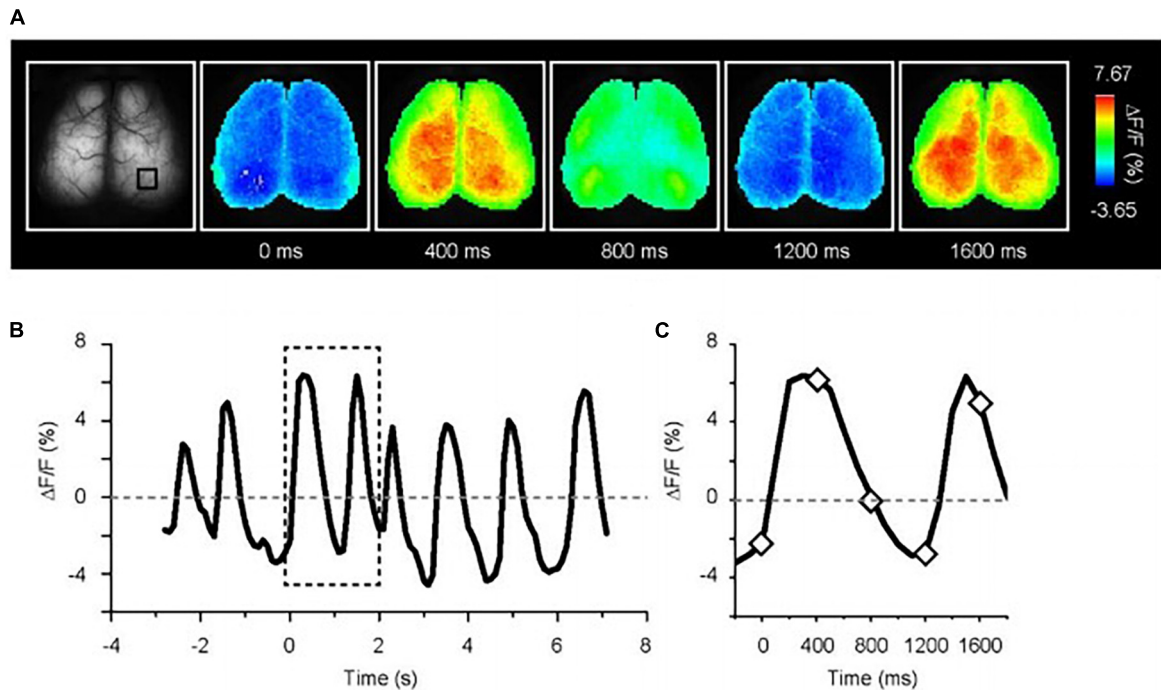 A
7.67
ΔF/F (%)
-3.65
0 ms
400 ms
800 ms
1200 ms
1600 ms
B
8
4
0
-4
ΔF/F (%)
-4
-2
0
2
4
6
8
Time (s)
C
8
4
0
-4
ΔF/F (%)
0
400
800
1200
1600
Time (ms)